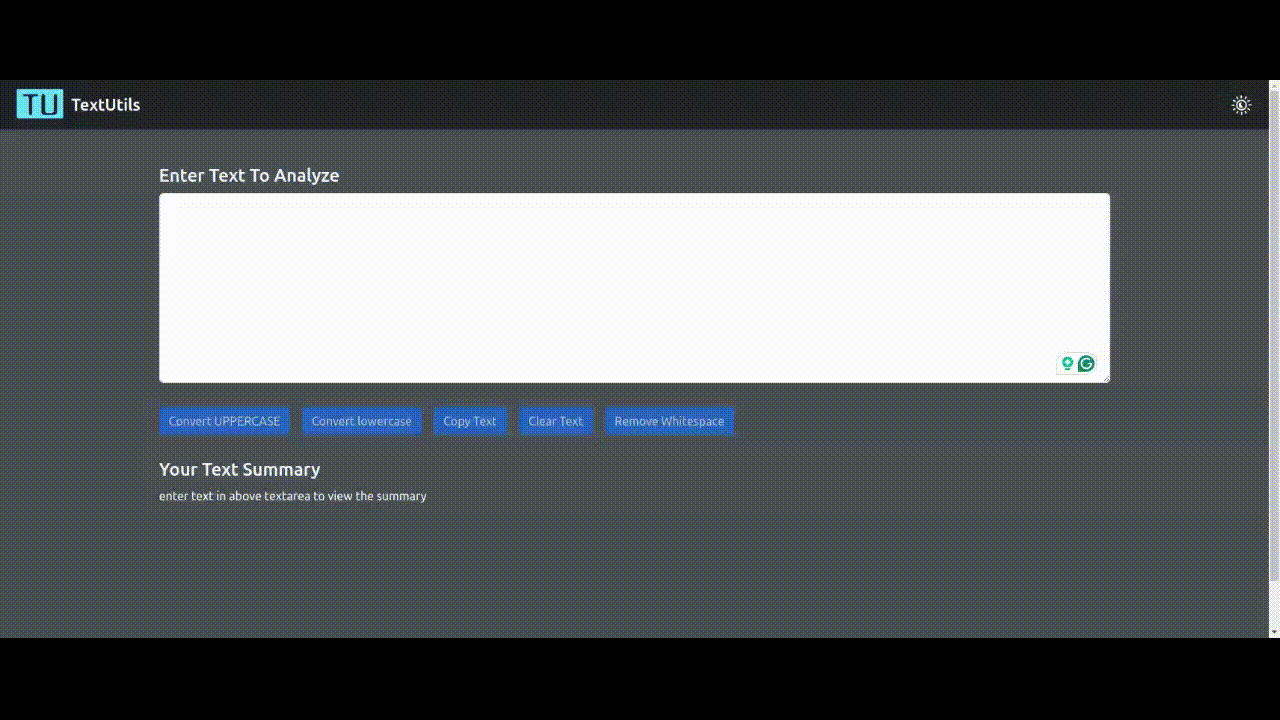 TU TextUtils
Enter Text To Analyze
Convert UPPERCASE Convert lowercase Copy Text Clear Text Remove Whitespace
Your Text Summary
enter text in above textarea to view the summary